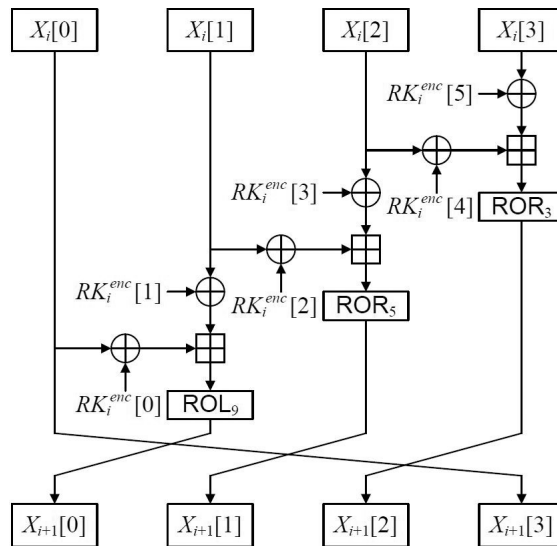 X_i[0] X_i[1] X_i[2] X_i[3]
RK_i^{enc}[5]
RK_i^{enc}[3] RK_i^{enc}[4] ROR_3
RK_i^{enc}[1] RK_i^{enc}[2] ROR_5
RK_i^{enc}[0] ROL_9
X_{i+1}[0] X_{i+1}[1] X_{i+1}[2] X_{i+1}[3]